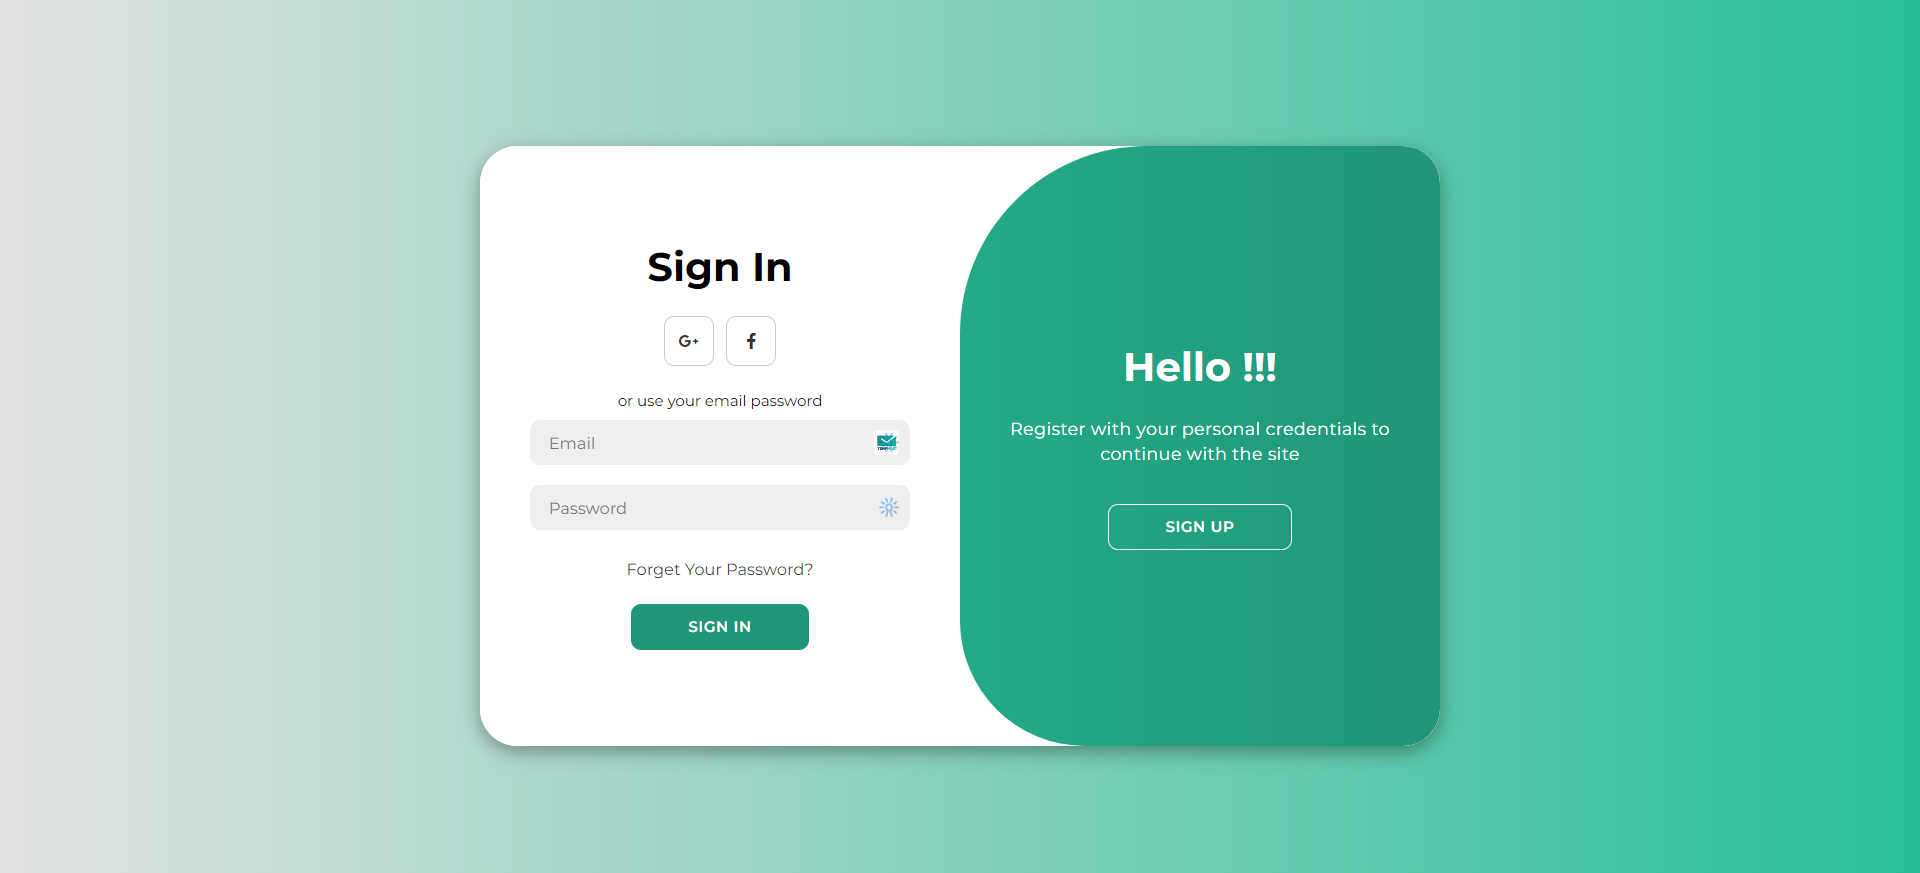 Sign In
G+
f
or use your email password
Email
Password
Forget Your Password?
SIGN IN
Hello !!!
Register with your personal credentials to
continue with the site
SIGN UP